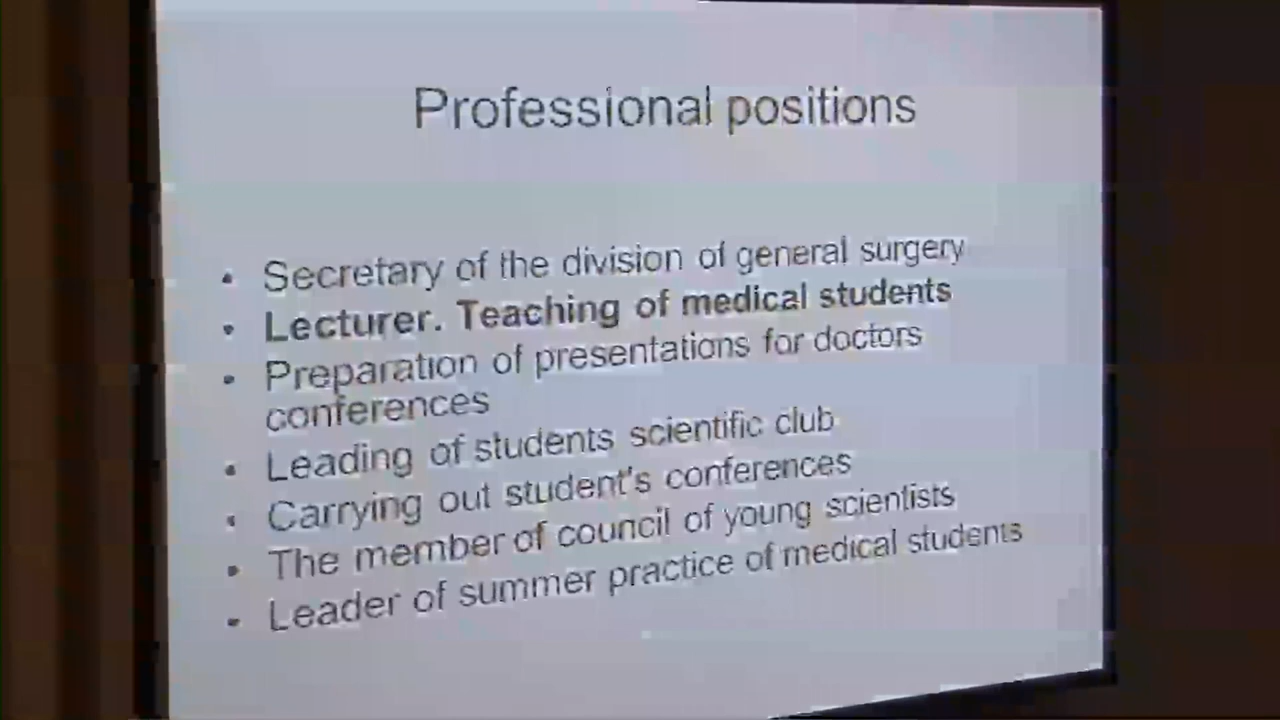 Professional positions
• Secretary of the division of general surgery
• Lecturer. Teaching of medical students
• Preparation of presentations for doctors
conferences
• Leading of students scientific club
• Carrying out student's conferences
• The member of council of young scientists
• Leader of summer practice of medical students